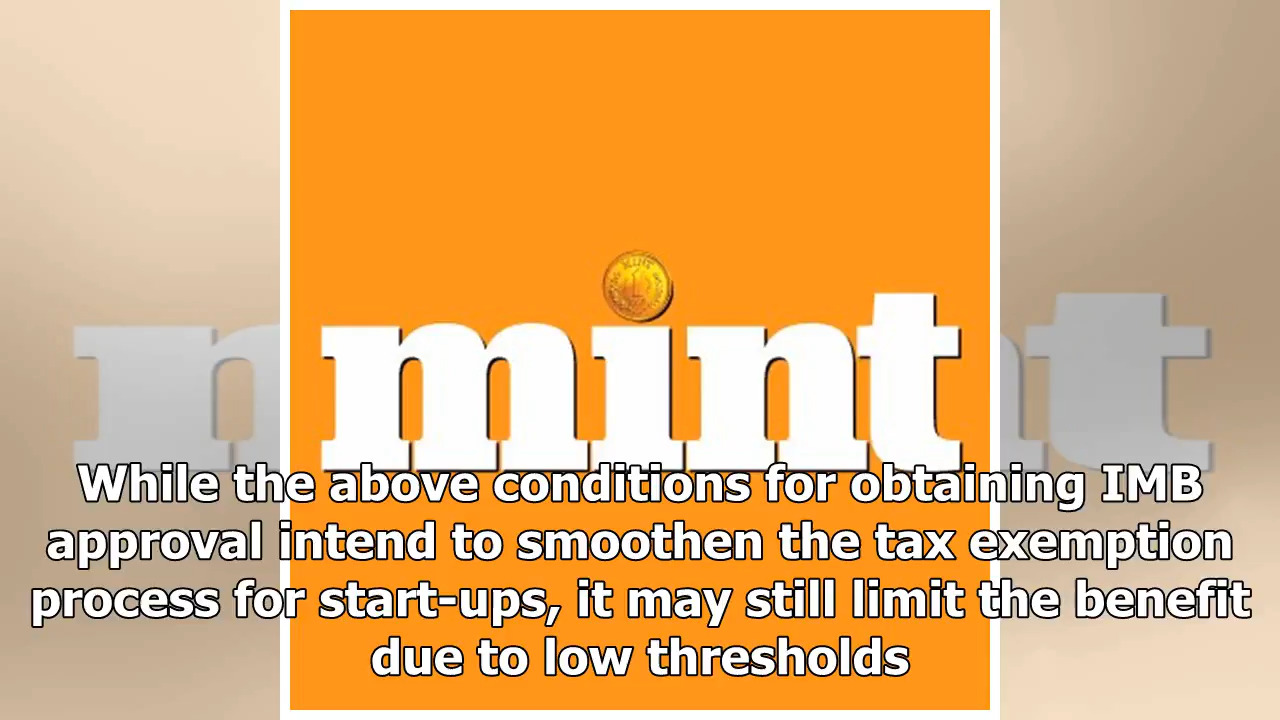 mint
While the above conditions for obtaining IMB
approval intend to smoothen the tax exemption
process for start-ups, it may still limit the benefit
due to low thresholds